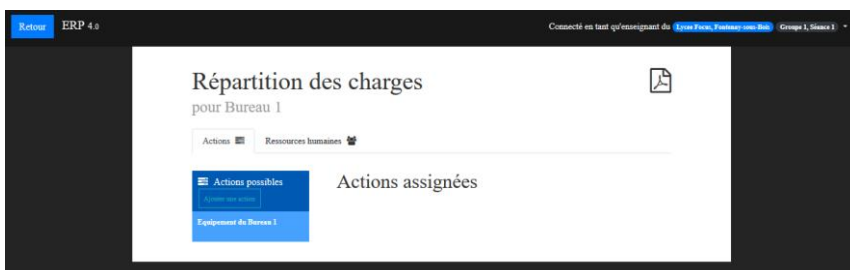 Retour ERP 4.0 Connecté en tant qu'enseignant du Lycee Focus, Fontenay-sous-Bois Groupe 1, Séance 1
Répartition des charges
pour Bureau 1
Actions Ressources humaines
Actions possibles Actions assignées
Ajouter une action
Equipement du Bureau 1